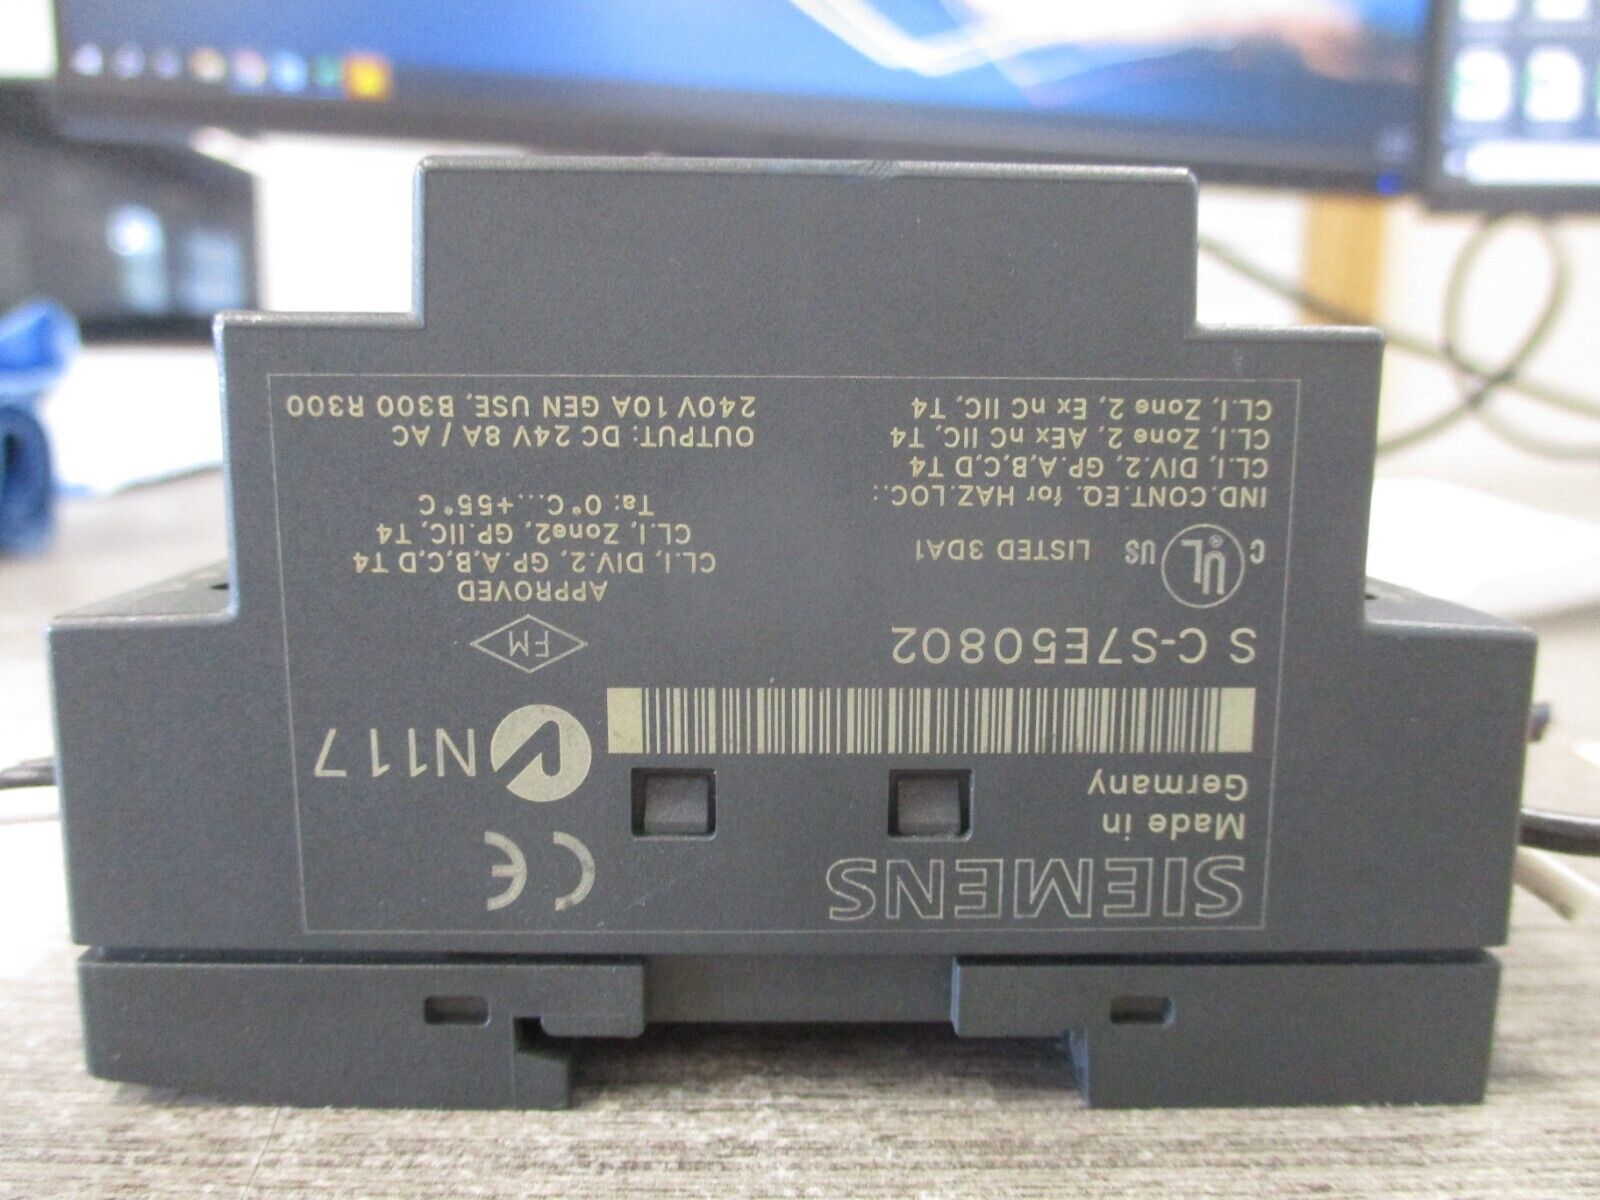 SIEMENS
Made in
Germany
S C-S7E50802
C UL ® US LISTED 3DA1
IND.CONT.EQ. for HAZ.LOC.:
CL.I, DIV.2, GP.A,B,C,D T4
CL.I, Zone 2, AEx nC IIC, T4
CL.I, Zone 2, Ex nC IIC, T4
CE
N117
FM
APPROVED
CL.I, DIV.2, GP.A,B,C,D T4
CL.I, Zone2, GP.IIC, T4
Ta: 0°C...+55°C
OUTPUT: DC 24V 8A / AC
240V 10A GEN USE, B300 R300